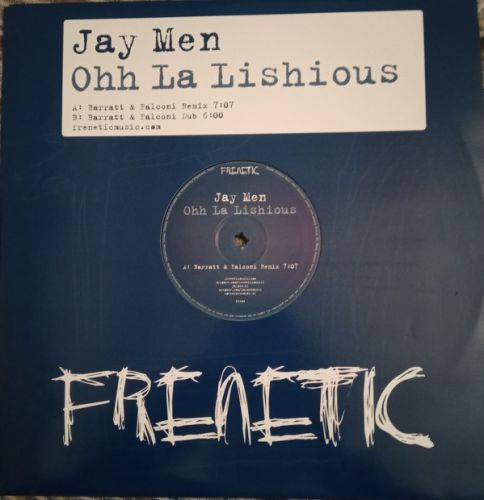 Jay Men
Ohh La Lishious
A: Barratt & Falconi Remix 7:07
B: Barratt & Falconi Dub 6:00
freneticmusic.com
FRENETIC
Jay Men
Ohh La Lishious
A: Barratt & Falconi Remix 7:07
FRENETIC